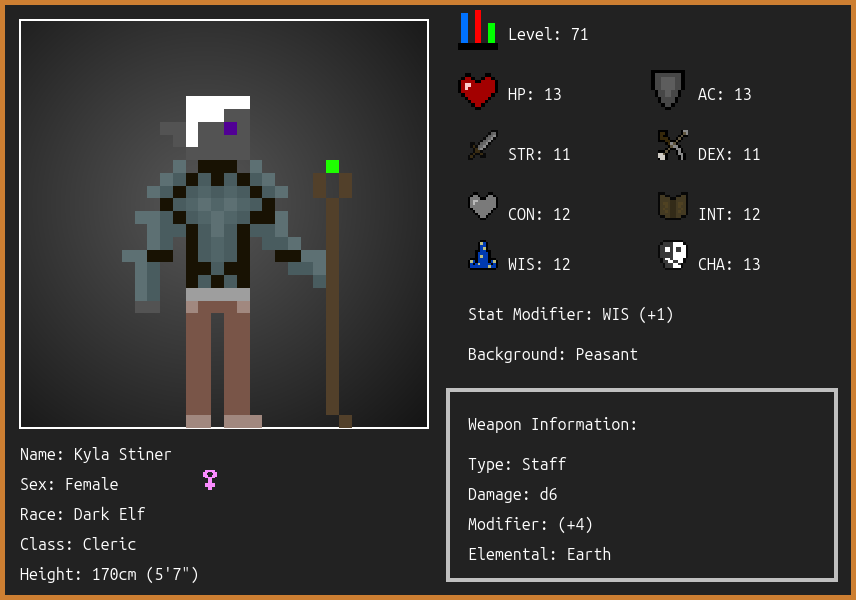 Level: 71
HP: 13
AC: 13
STR: 11
DEX: 11
CON: 12
INT: 12
WIS: 12
CHA: 13
Stat Modifier: WIS (+1)
Background: Peasant
Weapon Information:
Type: Staff
Damage: d6
Modifier: (+4)
Elemental: Earth
Name: Kyla Stiner
Sex: Female
Race: Dark Elf
Class: Cleric
Height: 170cm (5'7")